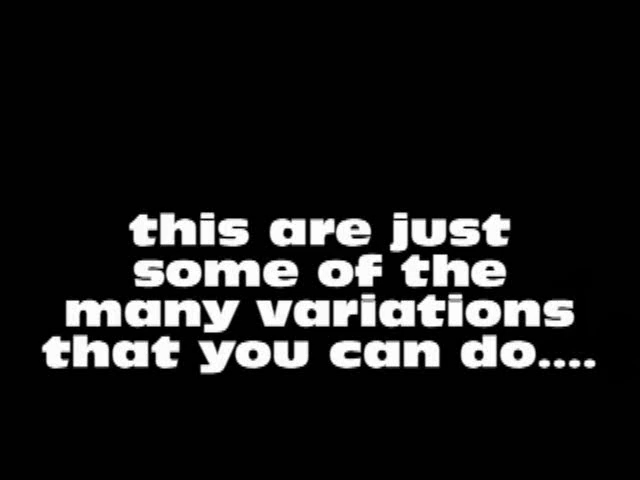 this are just
some of the
many variations
that you can do....